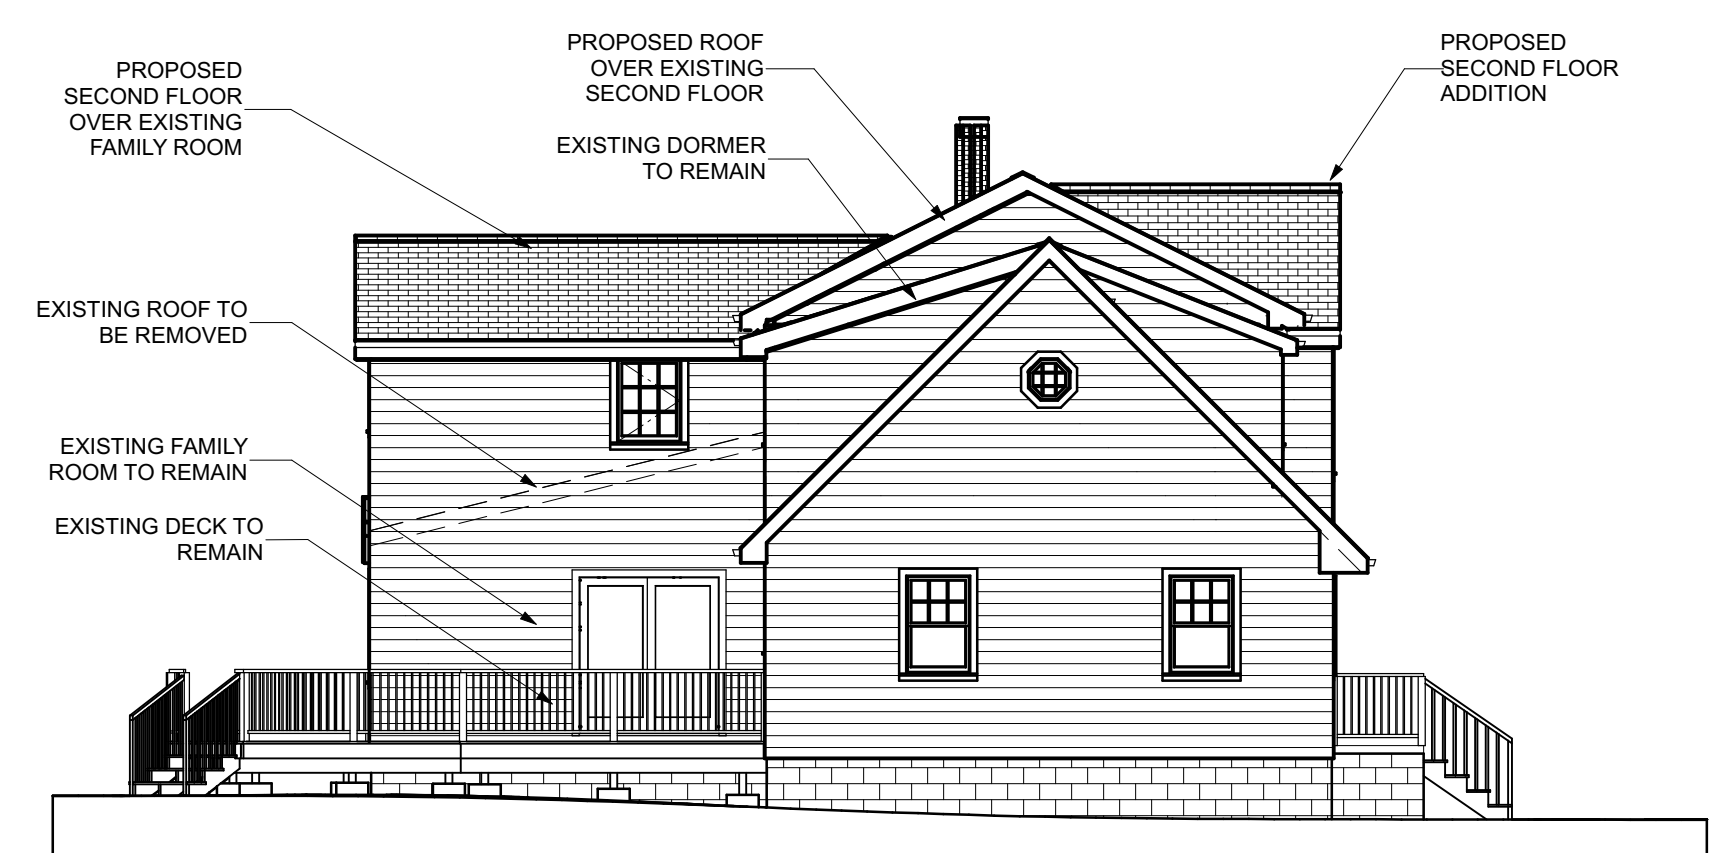 PROPOSED
SECOND FLOOR
OVER EXISTING
FAMILY ROOM
PROPOSED ROOF
OVER EXISTING
SECOND FLOOR
EXISTING DORMER
TO REMAIN
PROPOSED
SECOND FLOOR
ADDITION
EXISTING ROOF TO
BE REMOVED
EXISTING FAMILY
ROOM TO REMAIN
EXISTING DECK TO
REMAIN